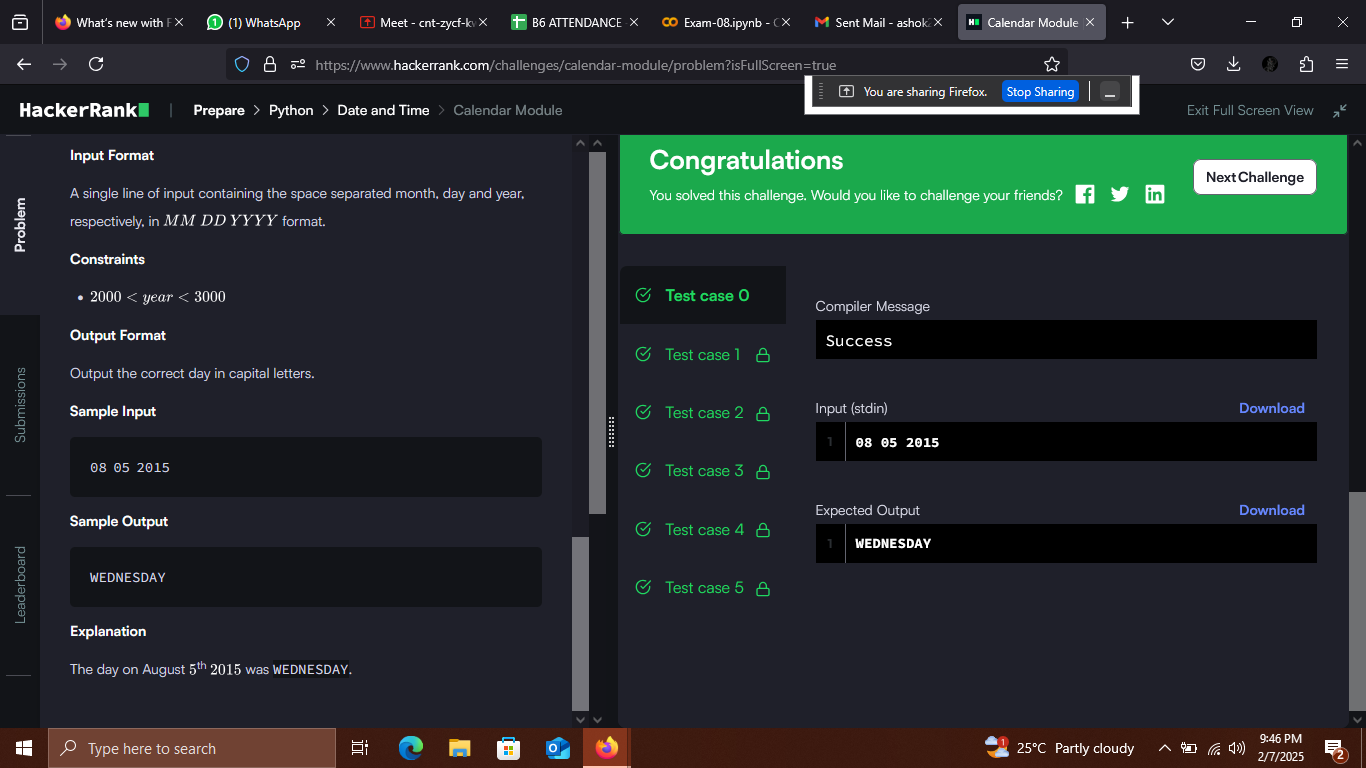 What's new with F
(1) WhatsApp
Meet - cnt-zycf-kv
B6 ATTENDANCE
Exam-08.ipynb - C
Sent Mail - ashok
Calendar Module
https://www.hackerrank.com/challenges/calendar-module/problem?isFullScreen=true
You are sharing Firefox.
Stop Sharing
HackerRank
Prepare > Python > Date and Time > Calendar Module
Exit Full Screen View
Problem
Submissions
Leaderboard
Input Format
A single line of input containing the space separated month, day and year,
respectively, in MM DD YYYY format.
Constraints
• 2000 < year < 3000
Output Format
Output the correct day in capital letters.
Sample Input
08 05 2015
Sample Output
WEDNESDAY
Explanation
The day on August 5th 2015 was WEDNESDAY.
Congratulations
You solved this challenge. Would you like to challenge your friends?
Next Challenge
Test case 0
Test case 1
Test case 2
Test case 3
Test case 4
Test case 5
Compiler Message
Success
Input (stdin)
Download
1 08 05 2015
Expected Output
Download
1 WEDNESDAY
Type here to search
25°C Partly cloudy
9:46 PM
2/7/2025
2